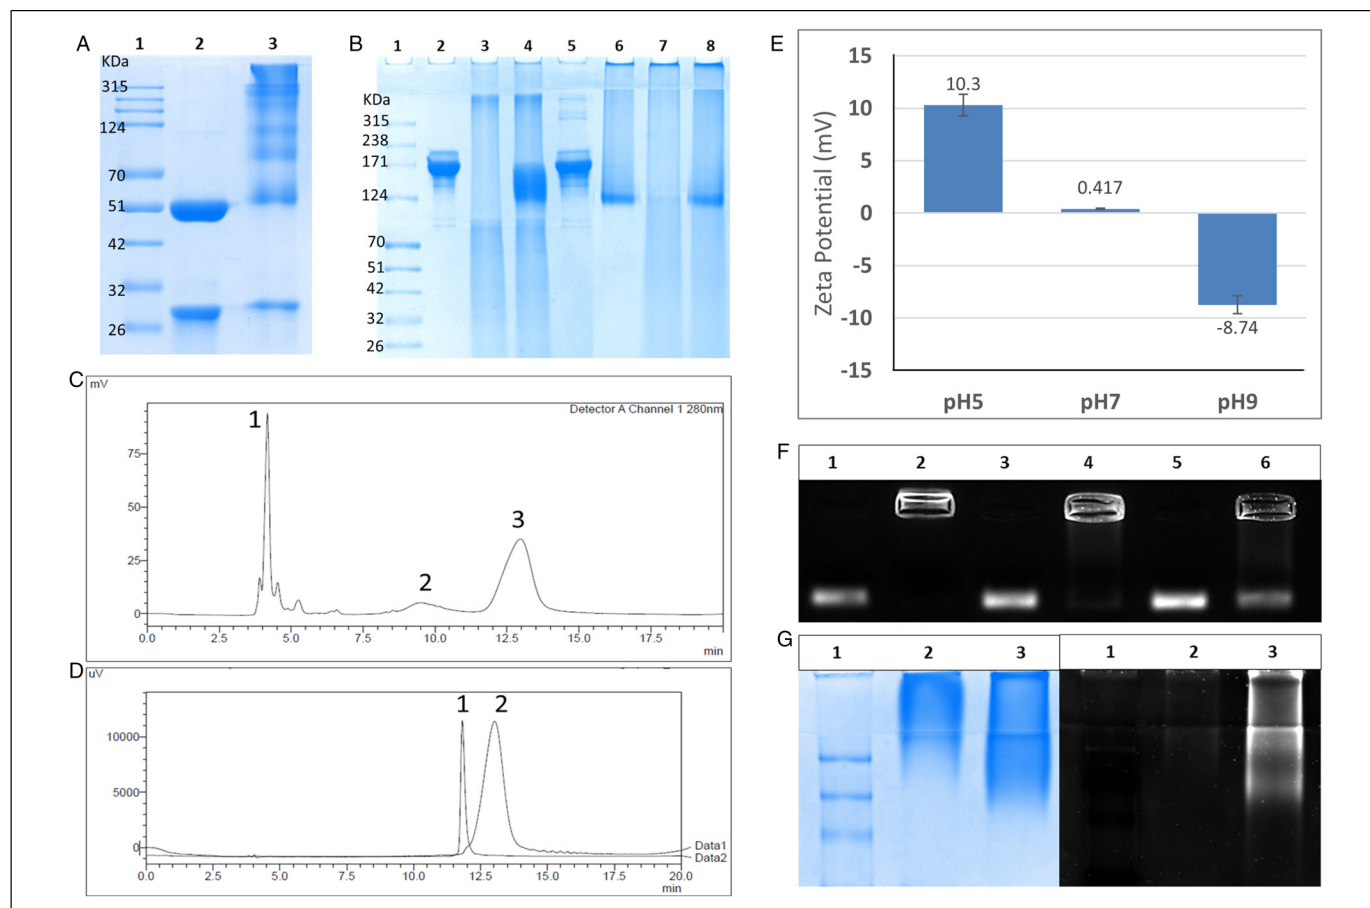 A
1 2 3
KDa
315
124
70
51
42
32
26
B
1 2 3 4 5 6 7 8
KDa
315
238
171
124
70
51
42
32
26
C
mV
Detector A Channel 1 280nm
75
50
25
0
1
2
3
0.0 2.5 5.0 7.5 10.0 12.5 15.0 17.5
min
D
uV
10000
5000
0
1 2
Data1
Data2
0.0 2.5 5.0 7.5 10.0 12.5 15.0 17.5 20.0
min
E
Zeta Potential (mV)
15
10
5
0
-5
-10
-15
10.3
0.417
-8.74
pH5 pH7 pH9
F
1 2 3 4 5 6
G
1 2 3 1 2 3